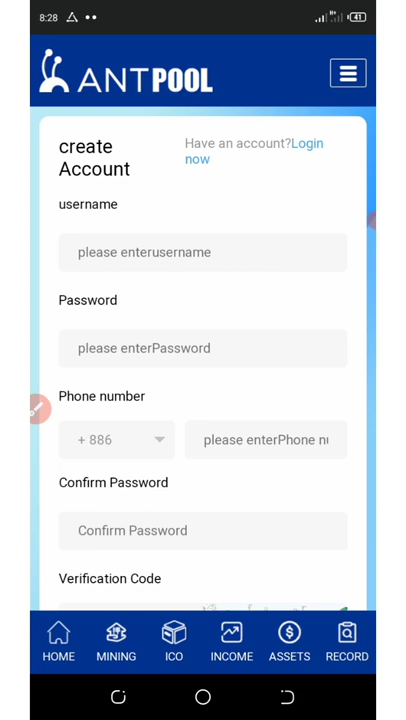 8:28
H+
41
ANTPOOL
create
Account
Have an account?Login
now
username
please enterusername
Password
please enterPassword
Phone number
+ 886
please enterPhone nu
Confirm Password
Confirm Password
Verification Code
HOME
MINING
ICO
INCOME
ASSETS
RECORD